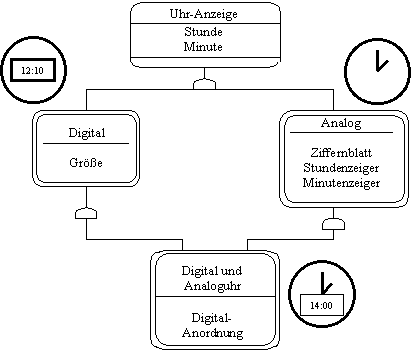 Uhr-Anzeige
Stunde
Minute
12:10
Digital
Größe
Analog
Ziffernblatt
Stundenzeiger
Minutenzeiger
Digital und
Analoguhr
Digital-
Anordnung
14:00